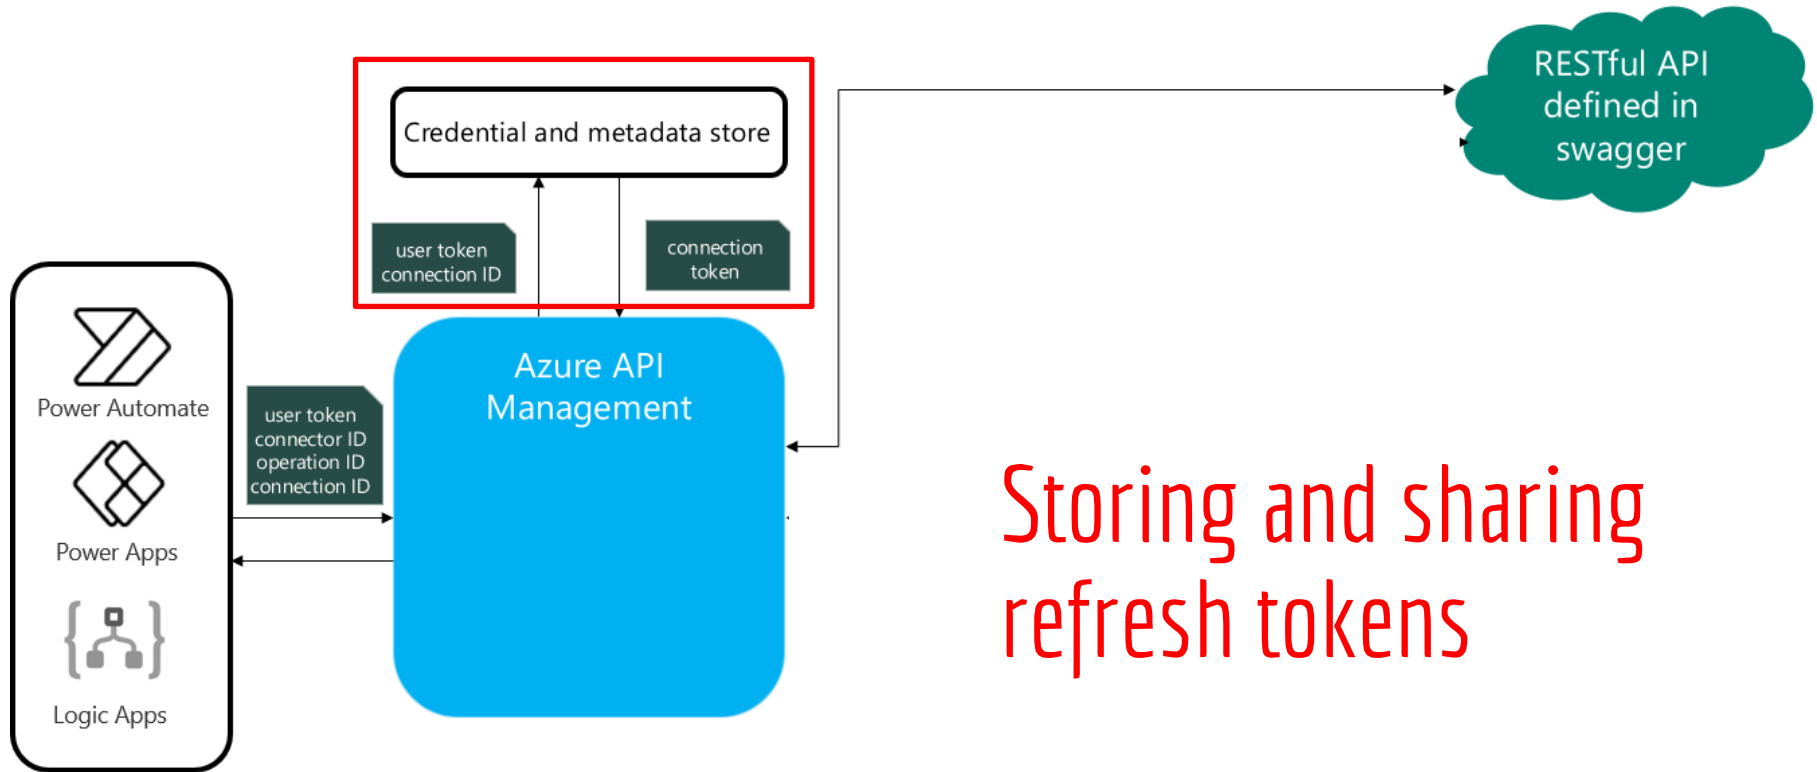 RESTful API
defined in
swagger
Credential and metadata store
user token
connection ID
connection
token
Power Automate
Power Apps
Logic Apps
user token
connector ID
operation ID
connection ID
Azure API
Management
Storing and sharing
refresh tokens